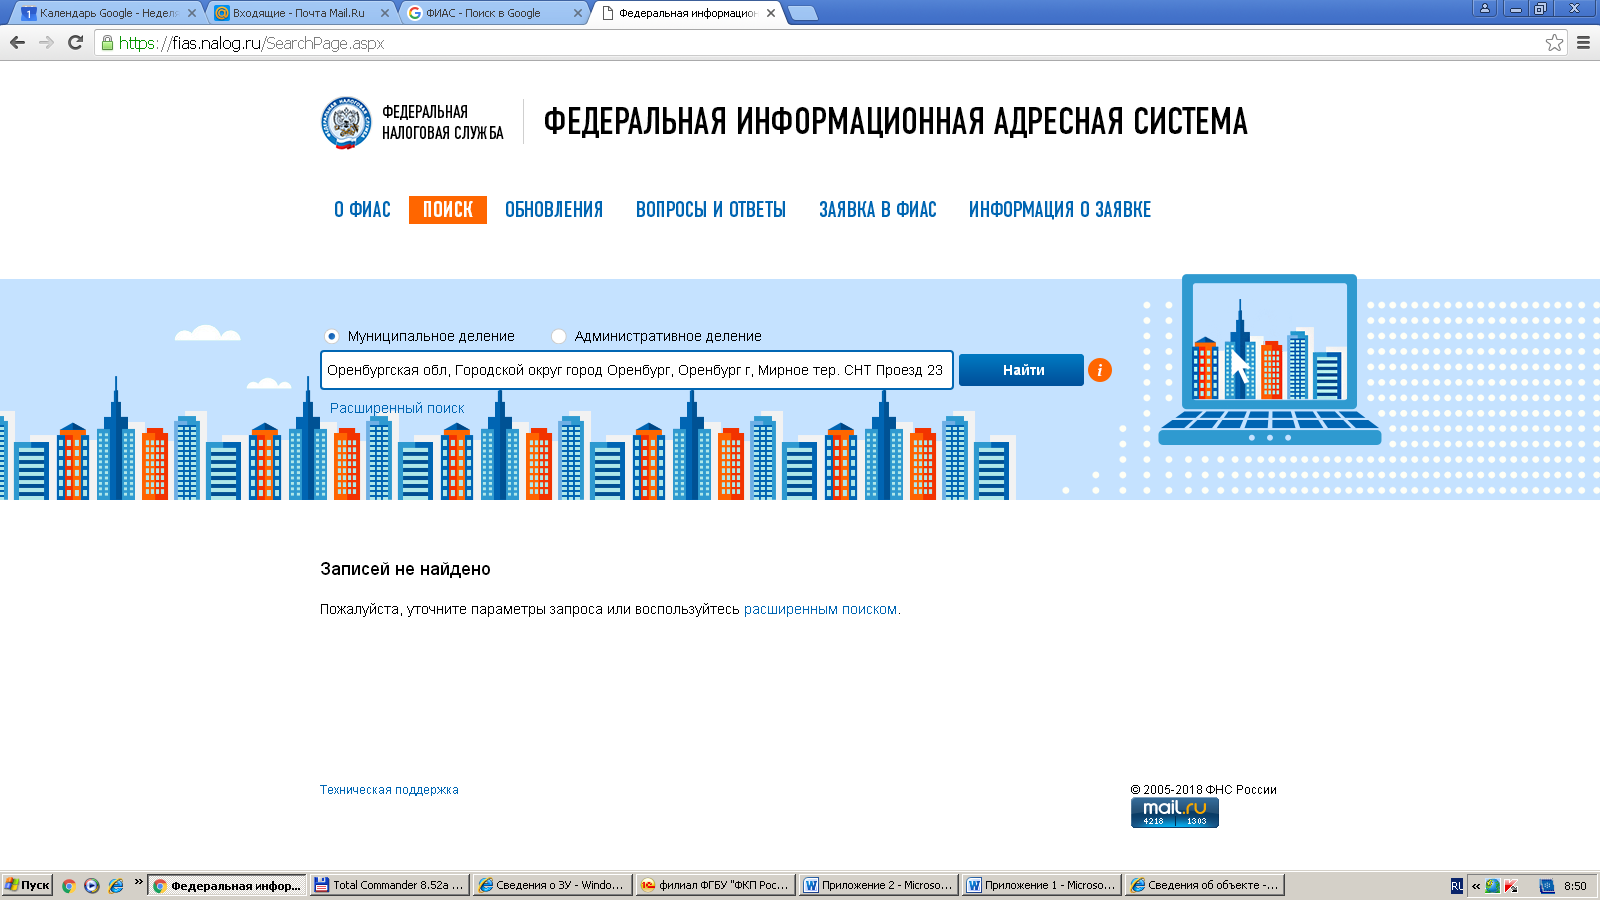 Календарь Google - Неделя
Входящие - Почта Mail.Ru
ФИАС - Поиск в Google
Федеральная информацион
https://fias.nalog.ru/SearchPage.aspx
ФЕДЕРАЛЬНАЯ
НАЛОГОВАЯ СЛУЖБА
ФЕДЕРАЛЬНАЯ ИНФОРМАЦИОННАЯ АДРЕСНАЯ СИСТЕМА
О ФИАС ПОИСК ОБНОВЛЕНИЯ ВОПРОСЫ И ОТВЕТЫ ЗАЯВКА В ФИАС ИНФОРМАЦИЯ О ЗАЯВКЕ
Муниципальное деление Административное деление
Оренбургская обл, Городской округ город Оренбург, Оренбург г, Мирное тер. СНТ Проезд 23
Найти
i
Расширенный поиск
Записей не найдено
Пожалуйста, уточните параметры запроса или воспользуйтесь расширенным поиском.
Техническая поддержка
© 2005-2018 ФНС России
mail.ru
4218 1303
Пуск
»
Федеральная инфор...
Total Commander 8.52a ...
Сведения о ЗУ - Windo...
филиал ФГБУ "ФКП Рос...
Приложение 2 - Microso...
Приложение 1 - Microso...
Сведения об объекте -...
RU
«
8:50